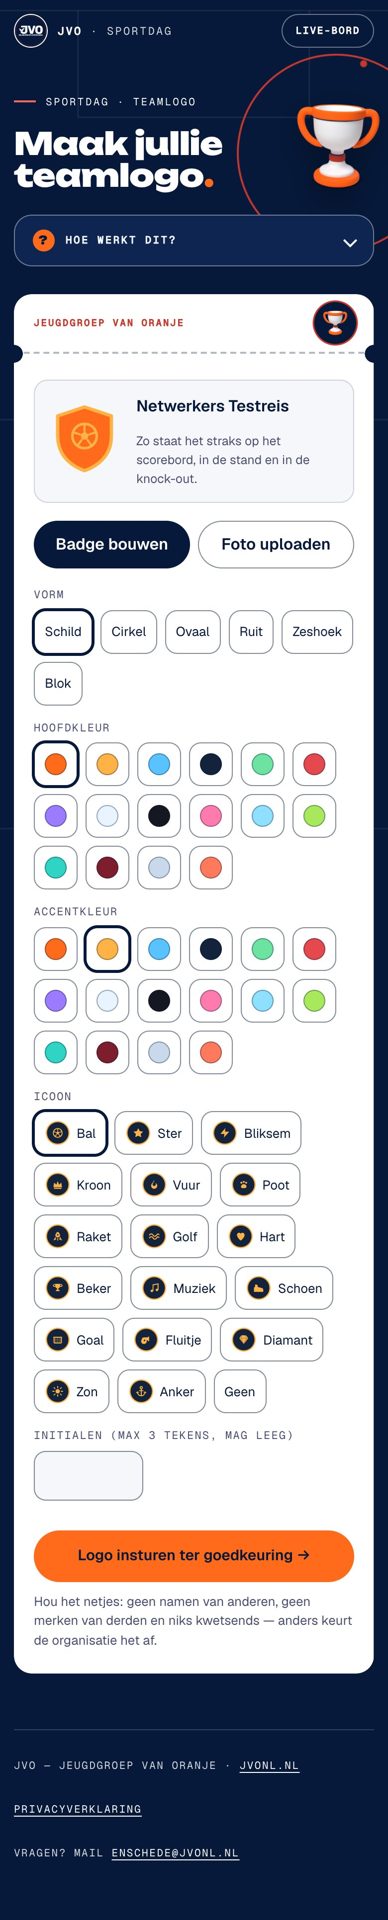 JVO JVO · SPORTDAG LIVE-BORD
SPORTDAG · TEAMLOGO
Maak jullie
teamlogo.
? HOE WERKT DIT?
JEUGDGROEP VAN ORANJE
Netwerkers Testreis
Zo staat het straks op het
scorebord, in de stand en in de
knock-out.
Badge bouwen Foto uploaden
VORM
Schild Cirkel Ovaal Ruit Zeshoek
Blok
HOOFDKLEUR
ACCENTKLEUR
ICOON
Bal Ster Bliksem
Kroon Vuur Poot
Raket Golf Hart
Beker Muziek Schoen
Goal Fluitje Diamant
Zon Anker Geen
INITIALEN (MAX 3 TEKENS, MAG LEEG)
Logo insturen ter goedkeuring →
Hou het netjes: geen namen van anderen, geen
merken van derden en niks kwetsends — anders keurt
de organisatie het af.
JVO — JEUGDGROEP VAN ORANJE · JVONL.NL
PRIVACYVERKLARING
VRAGEN? MAIL ENSCHEDE@JVONL.NL